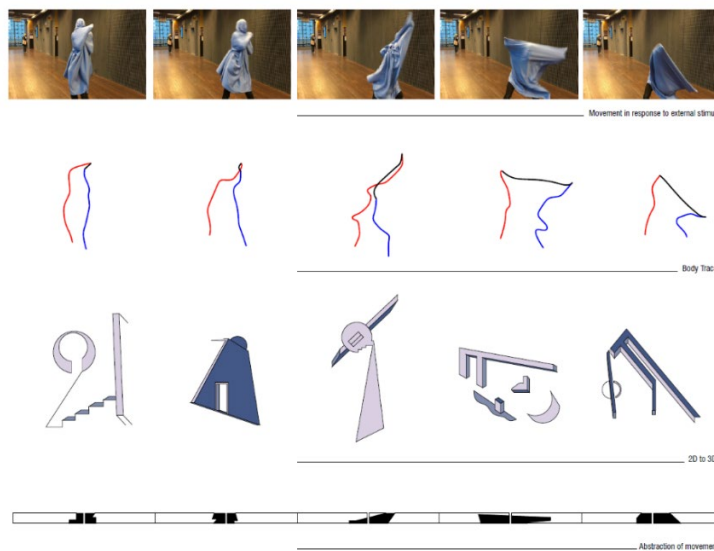 Movement in response to external stimu
Body Trac
2D to 3D
Abstraction of movemen